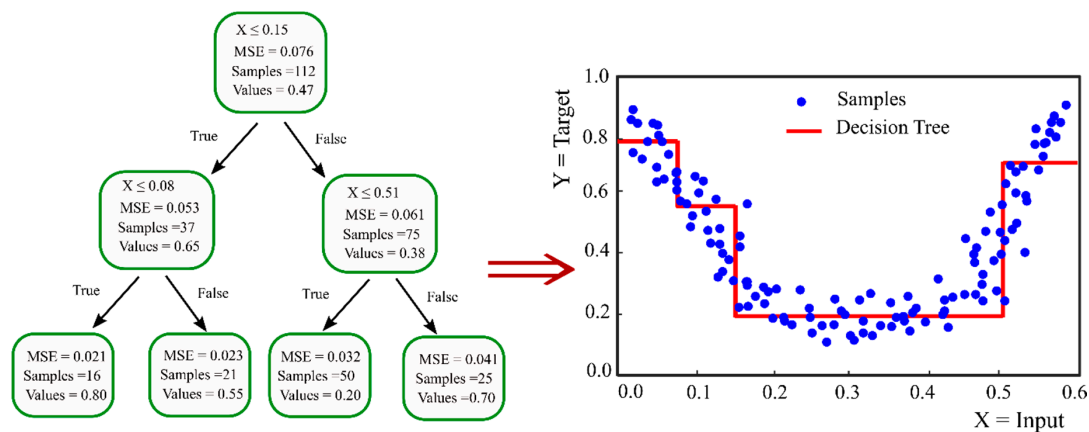 X ≤ 0.15
MSE = 0.076
Samples =112
Values = 0.47
True
False
X ≤ 0.08
MSE = 0.053
Samples =37
Values = 0.65
X ≤ 0.51
MSE = 0.061
Samples =75
Values = 0.38
True
False
True
False
MSE = 0.021
Samples =16
Values = 0.80
MSE = 0.023
Samples =21
Values = 0.55
MSE = 0.032
Samples =50
Values = 0.20
MSE = 0.041
Samples =25
Values = 0.70
Y = Target
1.0
0.8
0.6
0.4
0.2
0.0
Samples
Decision Tree
0.0
0.1
0.2
0.3
0.4
0.5
0.6
X = Input